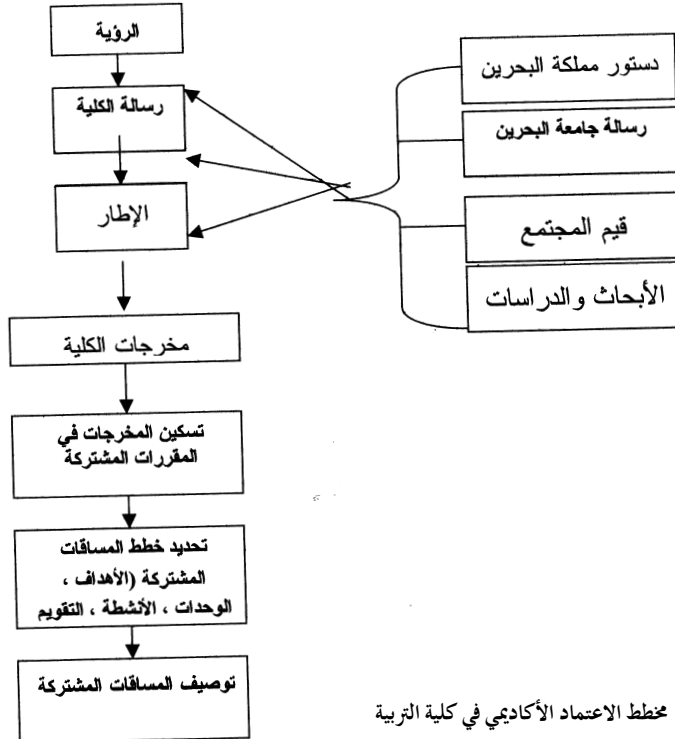 الرؤية
رسالة الكلية
الإطار
مخرجات الكلية
تسكين المخرجات في
المقررات المشتركة
تحديد خطط المساقات
المشتركة (الأهداف ،
الوحدات ، الأنشطة ، التقويم
توصيف المساقات المشتركة
دستور مملكة البحرين
رسالة جامعة البحرين
قيم المجتمع
الأبحاث والدراسات
مخطط الاعتماد الأكاديمي في كلية التربية